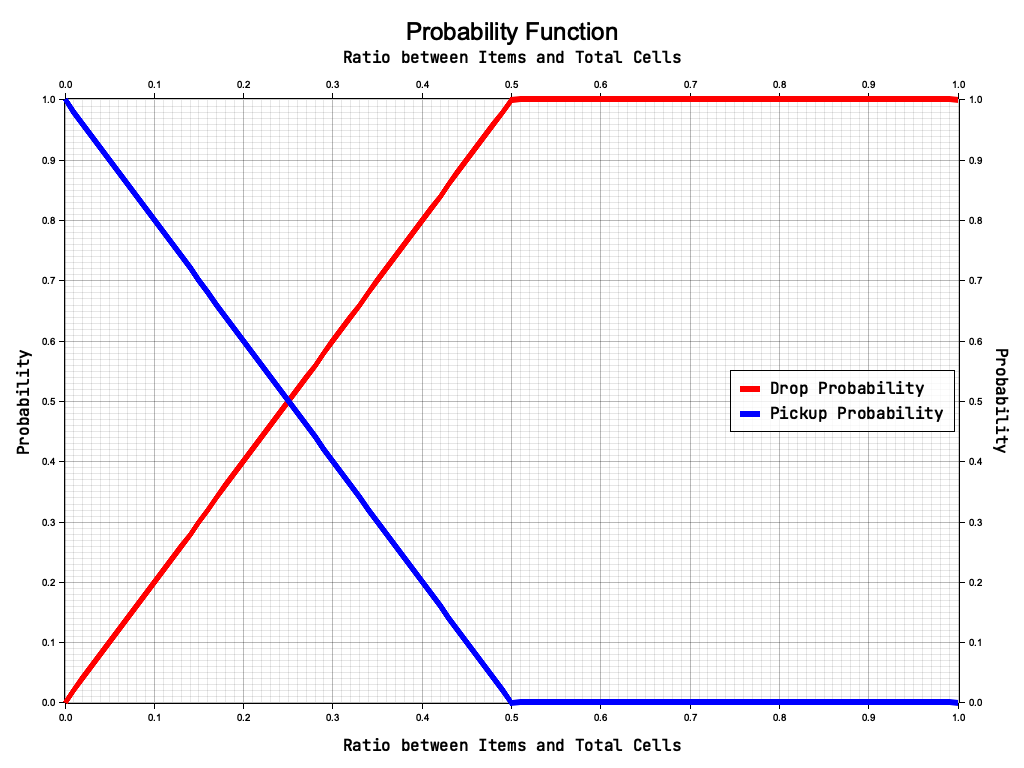 Probability Function
Ratio between Items and Total Cells
0.0 0.1 0.2 0.3 0.4 0.5 0.6 0.7 0.8 0.9 1.0
1.0 1.0
0.9 0.9
0.8 0.8
0.7 0.7
0.6 0.6
Probability
Probability
Drop Probability
0.5 0.5
Pickup Probability
0.4 0.4
0.3 0.3
0.2 0.2
0.1 0.1
0.0 0.0
0.0 0.1 0.2 0.3 0.4 0.5 0.6 0.7 0.8 0.9 1.0
Ratio between Items and Total Cells